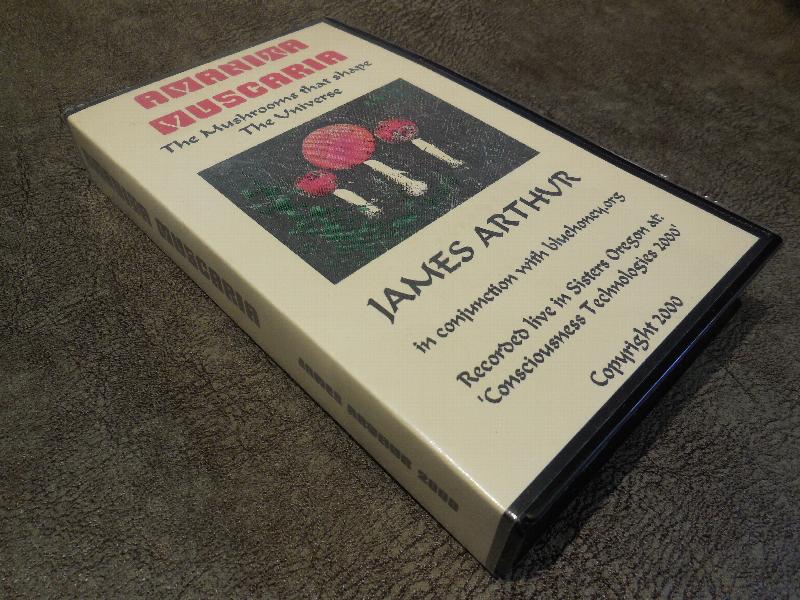 AMANITA
MUSCARIA
The Mushrooms that shape
The Universe
JAMES ARTHUR
in conjunction with bluehoney.org
Recorded live in Sisters Oregon at:
'Consciousness Technologies 2000'
Copyright 2000
AMANITA MUSCARIA
JAMES ARTHUR 2000